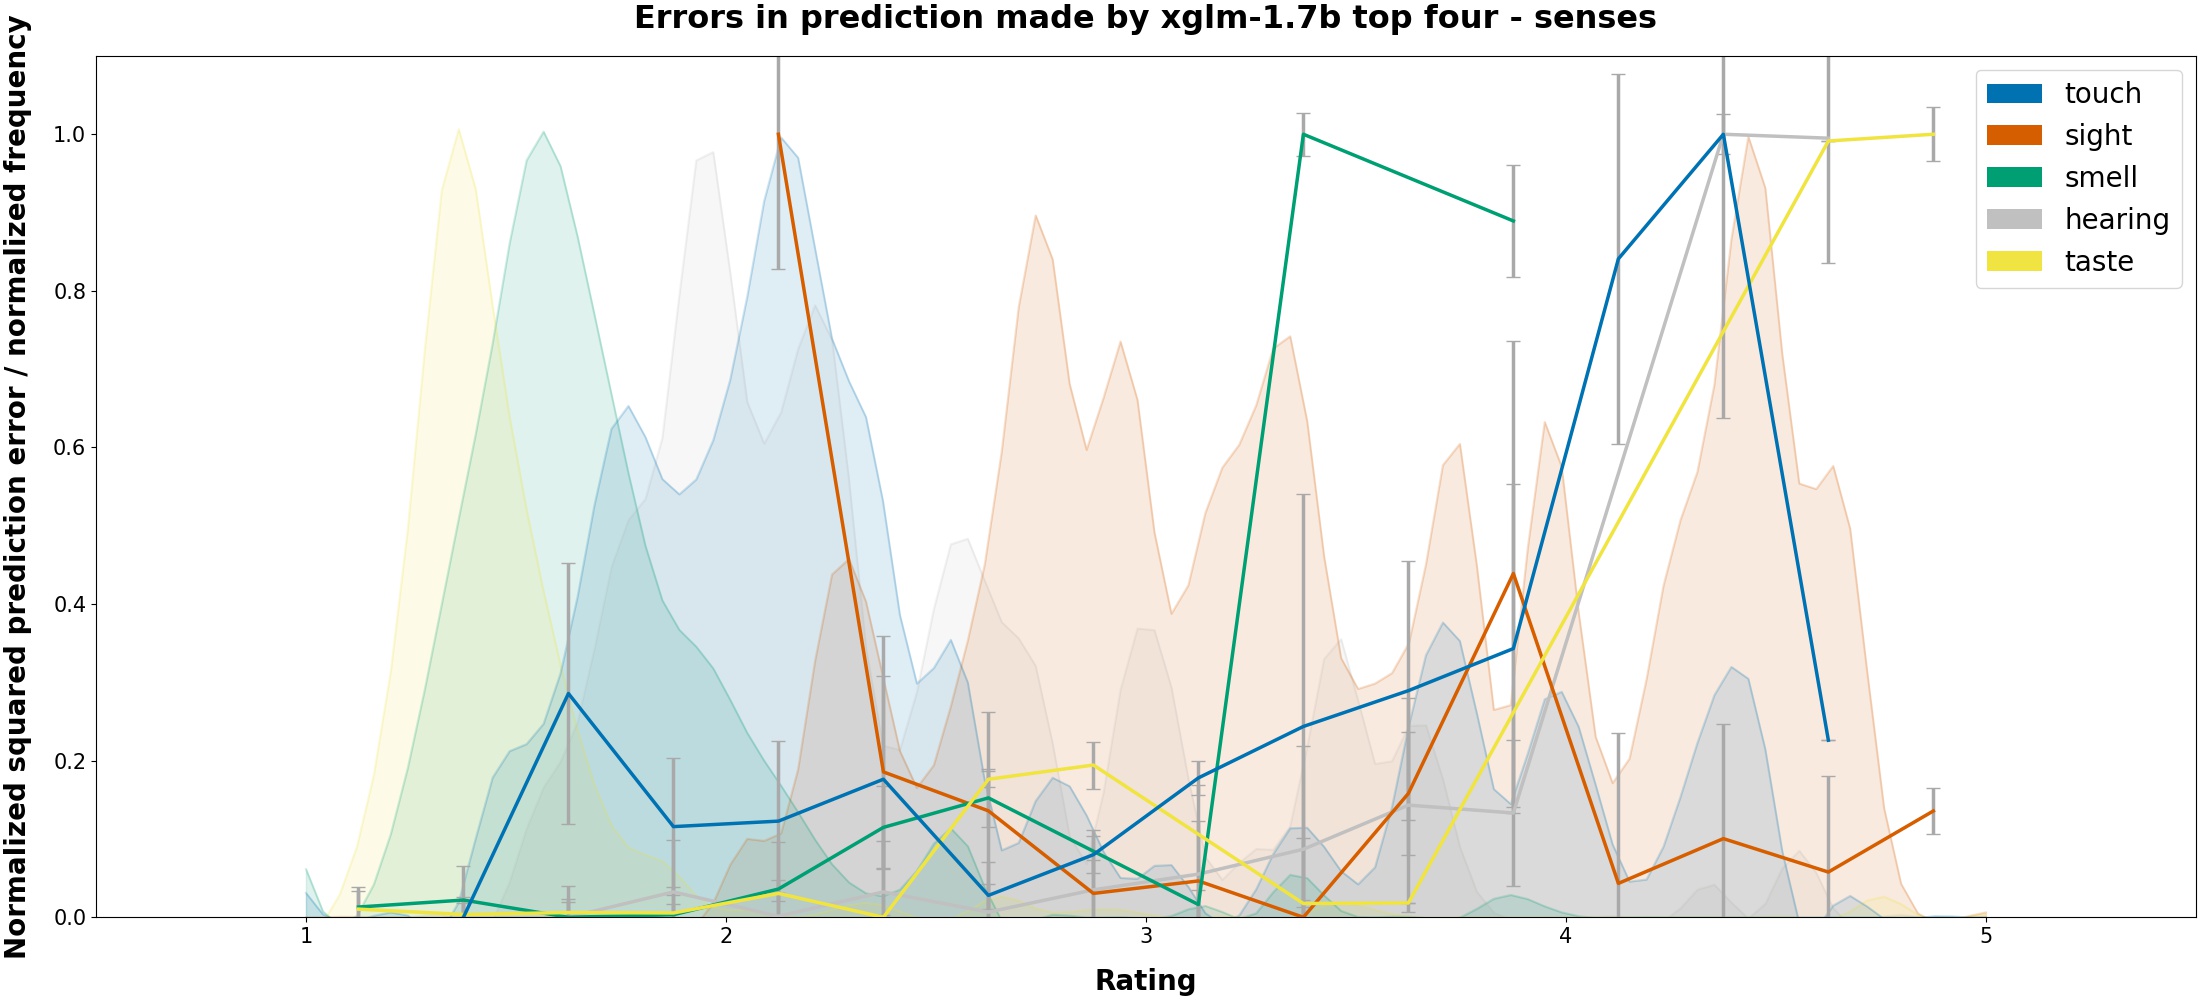 Errors in prediction made by xglm-1.7b top four - senses
Normalized squared prediction error / normalized frequency
1.0
0.8
0.6
0.4
0.2
0.0
touch
sight
smell
hearing
taste
1 2 3 4 5
Rating